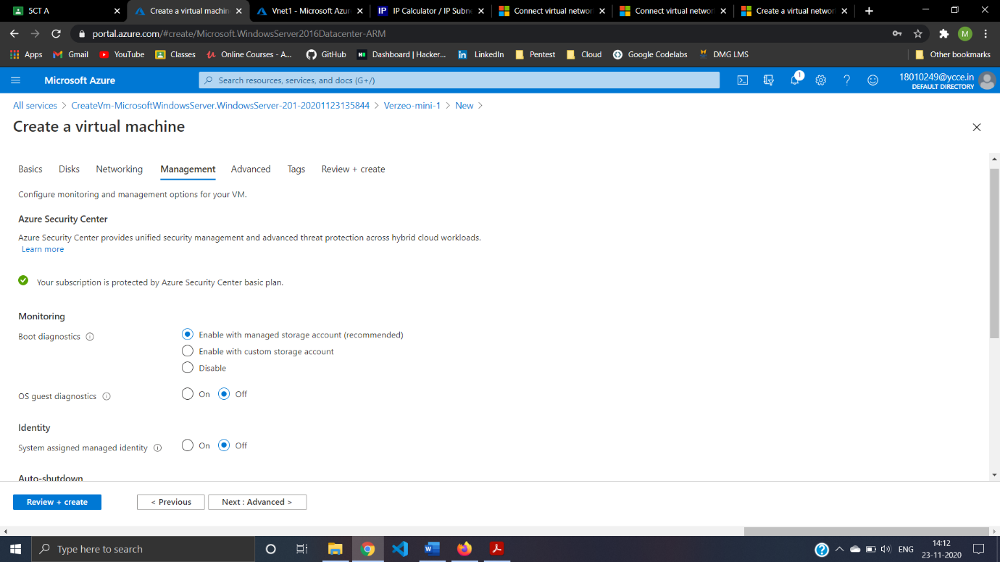 5CT A
Create a virtual machin
Vnet1 - Microsoft Azur
IP
IP Calculator / IP Subne
Connect virtual networ
Connect virtual networ
Create a virtual networ
portal.azure.com/#create/Microsoft.WindowsServer2016Datacenter-ARM
M
Apps
Gmail
YouTube
Classes
Online Courses - A...
GitHub
Dashboard | Hacker...
LinkedIn
Pentest
Cloud
Google Codelabs
DMG LMS
Other bookmarks
Microsoft Azure
Search resources, services, and docs (G+/)
1
18010249@ycce.in
DEFAULT DIRECTORY
All services > CreateVm-MicrosoftWindowsServer.WindowsServer-201-20201123135844 > Verzeo-mini-1 > New >
Create a virtual machine
Basics Disks Networking Management Advanced Tags Review + create
Configure monitoring and management options for your VM.
Azure Security Center
Azure Security Center provides unified security management and advanced threat protection across hybrid cloud workloads.
Learn more
Your subscription is protected by Azure Security Center basic plan.
Monitoring
Boot diagnostics
Enable with managed storage account (recommended)
Enable with custom storage account
Disable
OS guest diagnostics
On Off
Identity
System assigned managed identity
On Off
Auto-shutdown
Review + create
< Previous
Next : Advanced >
Type here to search
ENG
14:12
23-11-2020